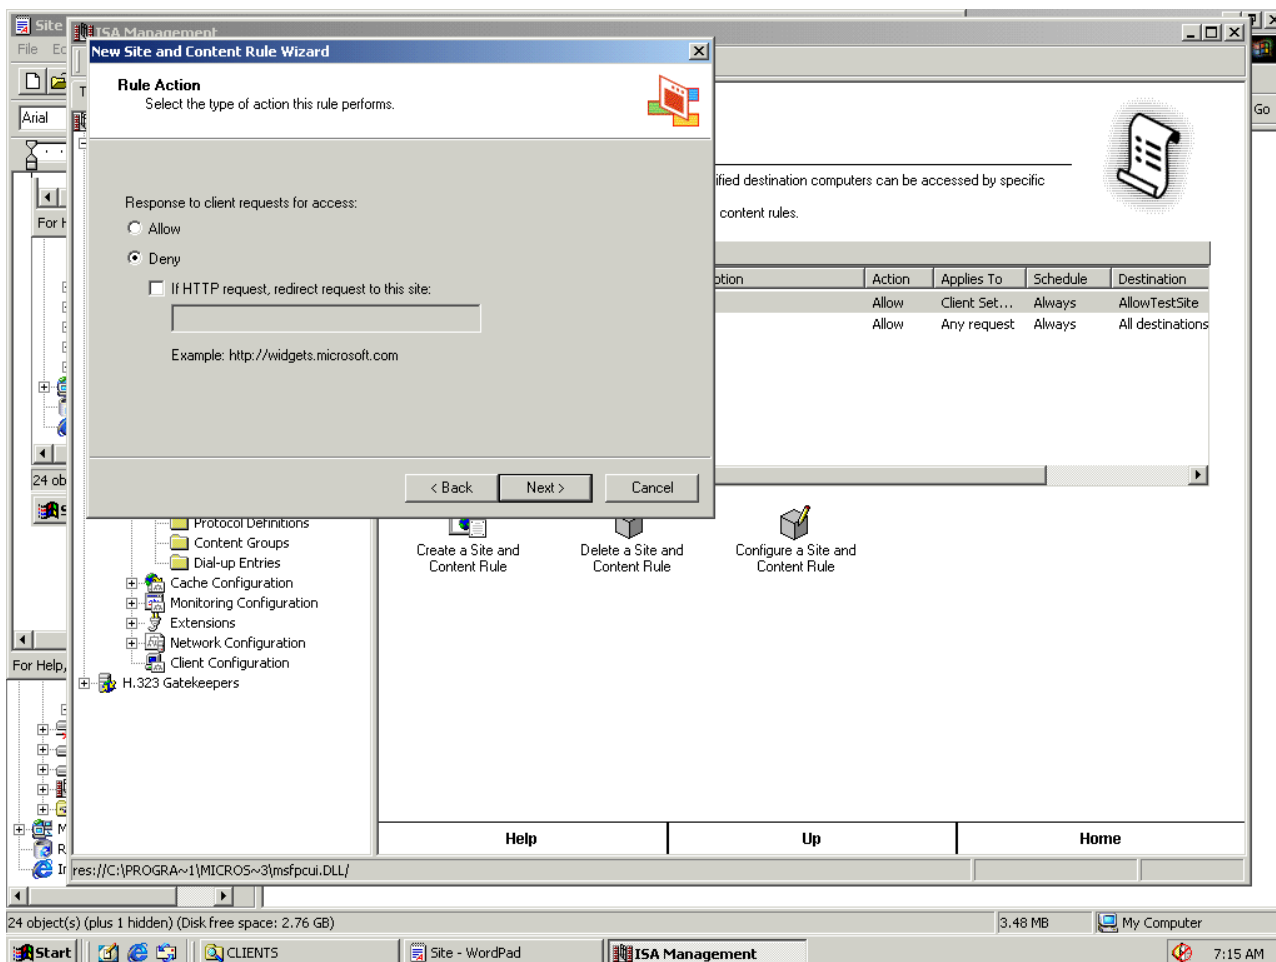 Site
ISA Management
File
New Site and Content Rule Wizard
Rule Action
Select the type of action this rule performs.
Arial
Go
ified destination computers can be accessed by specific
content rules.
Response to client requests for access:
Allow
Deny
If HTTP request, redirect request to this site:
Example: http://widgets.microsoft.com
Action Applies To Schedule Destination
Allow Client Set... Always AllowTestSite
Allow Any request Always All destinations
< Back Next > Cancel
For H
24 ob
Protocol Definitions
Content Groups
Dial-up Entries
Cache Configuration
Monitoring Configuration
Extensions
Network Configuration
Client Configuration
H.323 Gatekeepers
Create a Site and
Content Rule
Delete a Site and
Content Rule
Configure a Site and
Content Rule
For Help,
Help Up Home
res://C:\PROGRA~1\MICROS~3\msfpcui.DLL/
24 object(s) (plus 1 hidden) (Disk free space: 2.76 GB) 3.48 MB My Computer
Start CLIENTS Site - WordPad ISA Management 7:15 AM